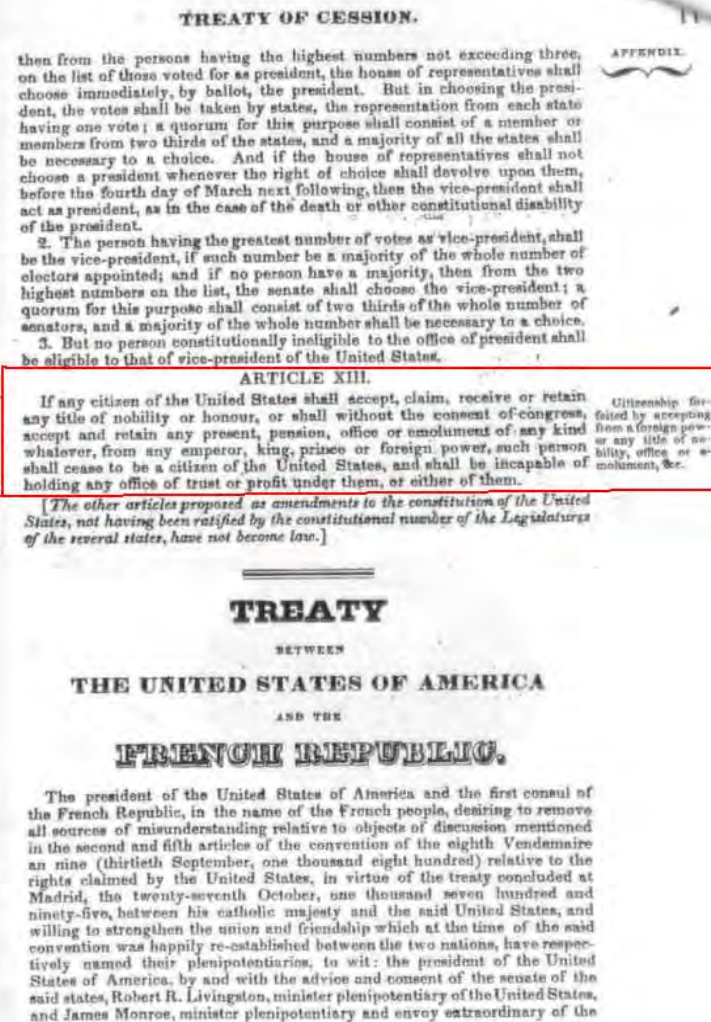 TREATY OF CESSION.
APPENDIX.
then from the persons having the highest numbers not exceeding three,
on the list of those voted for as president, the house of representatives shall
choose immediately, by ballot, the president. But in choosing the presi-
dent, the votes shall be taken by states, the representation from each state
having one vote; a quorum for this purpose shall consist of a member or
members from two thirds of the states, and a majority of all the states shall
be necessary to a choice. And if the house of representatives shall not
choose a president whenever the right of choice shall devolve upon them,
before the fourth day of March next following, then the vice-president shall
act as president, as in the case of the death or other constitutional disability
of the president.
2. The person having the greatest number of votes as vice-president, shall
be the vice-president, if such number be a majority of the whole number of
electors appointed; and if no person have a majority, then from the two
highest numbers on the list, the senate shall choose the vice-president; a
quorum for this purpose shall consist of two thirds of the whole number of
senators, and a majority of the whole number shall be necessary to a choice.
3. But no person constitutionally ineligible to the office of president shall
be eligible to that of vice-president of the United States.
ARTICLE XIII.
If any citizen of the United States shall accept, claim, receive or retain
any title of nobility or honour, or shall without the consent of congress,
accept and retain any present, pension, office or emolument of any kind
whatever, from any emperor, king, prince or foreign power, such person
shall cease to be a citizen of the United States, and shall be incapable of
holding any office of trust or profit under them, or either of them.
Citizenship for-
feited by accepting
from a foreign pow-
er any title of no-
bility, office or e-
molument, &c.
[The other articles proposed as amendments to the constitution of the United
States, not having been ratified by the constitutional number of the Legislatures
of the several states, have not become law.]
TREATY
BETWEEN
THE UNITED STATES OF AMERICA
AND THE
FRENCH REPUBLIC.
The president of the United States of America and the first consul of
the French Republic, in the name of the French people, desiring to remove
all sources of misunderstanding relative to objects of discussion mentioned
in the second and fifth articles of the convention of the eighth Vendemaire
an nine (thirtieth September, one thousand eight hundred) relative to the
rights claimed by the United States, in virtue of the treaty concluded at
Madrid, the twenty-seventh October, one thousand seven hundred and
ninety-five, between his catholic majesty and the said United States, and
willing to strengthen the union and friendship which at the time of the said
convention was happily re-established between the two nations, have respec-
tively named their plenipotentiaries, to wit: the president of the United
States of America, by and with the advice and consent of the senate of the
said states, Robert R. Livingston, minister plenipotentiary of the United States,
and James Monroe, minister plenipotentiary and envoy extraordinary of the